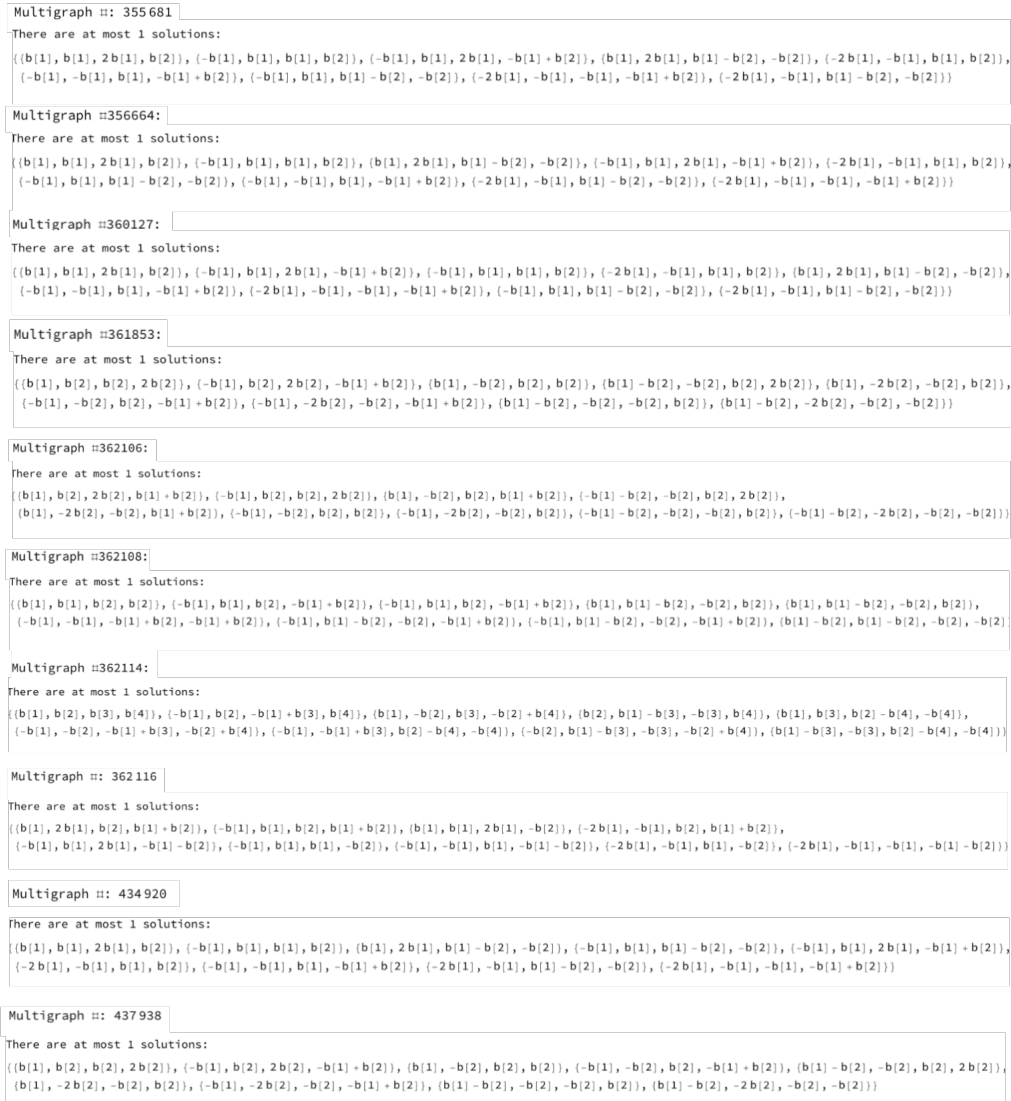 Multigraph ⌗: 355 681
There are at most 1 solutions:
{{b[1], b[1], 2 b[1], b[2]}, {-b[1], b[1], b[1], b[2]}, {-b[1], b[1], 2 b[1], -b[1] + b[2]}, {b[1], 2 b[1], b[1] - b[2], -b[2]}, {-2 b[1], -b[1], b[1], b[2]},
{-b[1], -b[1], b[1], -b[1] + b[2]}, {-b[1], b[1], b[1] - b[2], -b[2]}, {-2 b[1], -b[1], -b[1], -b[1] + b[2]}, {-2 b[1], -b[1], b[1] - b[2], -b[2]}}
Multigraph ⌗356664:
There are at most 1 solutions:
{{b[1], b[1], 2 b[1], b[2]}, {-b[1], b[1], b[1], b[2]}, {b[1], 2 b[1], b[1] - b[2], -b[2]}, {-b[1], b[1], 2 b[1], -b[1] + b[2]}, {-2 b[1], -b[1], b[1], b[2]},
{-b[1], b[1], b[1] - b[2], -b[2]}, {-b[1], -b[1], b[1], -b[1] + b[2]}, {-2 b[1], -b[1], b[1] - b[2], -b[2]}, {-2 b[1], -b[1], -b[1], -b[1] + b[2]}}
Multigraph ⌗360127:
There are at most 1 solutions:
{{b[1], b[1], 2 b[1], b[2]}, {-b[1], b[1], 2 b[1], -b[1] + b[2]}, {-b[1], b[1], b[1], b[2]}, {-2 b[1], -b[1], b[1], b[2]}, {b[1], 2 b[1], b[1] - b[2], -b[2]},
{-b[1], -b[1], b[1], -b[1] + b[2]}, {-2 b[1], -b[1], -b[1], -b[1] + b[2]}, {-b[1], b[1], b[1] - b[2], -b[2]}, {-2 b[1], -b[1], b[1] - b[2], -b[2]}}
Multigraph ⌗361853:
There are at most 1 solutions:
{{b[1], b[2], b[2], 2 b[2]}, {-b[1], b[2], 2 b[2], -b[1] + b[2]}, {b[1], -b[2], b[2], b[2]}, {b[1] - b[2], -b[2], b[2], 2 b[2]}, {b[1], -2 b[2], -b[2], b[2]},
{-b[1], -b[2], b[2], -b[1] + b[2]}, {-b[1], -2 b[2], -b[2], -b[1] + b[2]}, {b[1] - b[2], -b[2], -b[2], b[2]}, {b[1] - b[2], -2 b[2], -b[2], -b[2]}}
Multigraph ⌗362106:
There are at most 1 solutions:
{{b[1], b[2], 2 b[2], b[1] + b[2]}, {-b[1], b[2], b[2], 2 b[2]}, {b[1], -b[2], b[2], b[1] + b[2]}, {-b[1] - b[2], -b[2], b[2], 2 b[2]},
{b[1], -2 b[2], -b[2], b[1] + b[2]}, {-b[1], -b[2], b[2], b[2]}, {-b[1], -2 b[2], -b[2], b[2]}, {-b[1] - b[2], -b[2], -b[2], b[2]}, {-b[1] - b[2], -2 b[2], -b[2], -b[2]}}
Multigraph ⌗362108:
There are at most 1 solutions:
{{b[1], b[1], b[2], b[2]}, {-b[1], b[1], b[2], -b[1] + b[2]}, {-b[1], b[1], b[2], -b[1] + b[2]}, {b[1], b[1] - b[2], -b[2], b[2]}, {b[1], b[1] - b[2], -b[2], b[2]},
{-b[1], -b[1], -b[1] + b[2], -b[1] + b[2]}, {-b[1], b[1] - b[2], -b[2], -b[1] + b[2]}, {-b[1], b[1] - b[2], -b[2], -b[1] + b[2]}, {b[1] - b[2], b[1] - b[2], -b[2], -b[2]
Multigraph ⌗362114:
There are at most 1 solutions:
{{b[1], b[2], b[3], b[4]}, {-b[1], b[2], -b[1] + b[3], b[4]}, {b[1], -b[2], b[3], -b[2] + b[4]}, {b[2], b[1] - b[3], -b[3], b[4]}, {b[1], b[3], b[2] - b[4], -b[4]},
{-b[1], -b[2], -b[1] + b[3], -b[2] + b[4]}, {-b[1], -b[1] + b[3], b[2] - b[4], -b[4]}, {-b[2], b[1] - b[3], -b[3], -b[2] + b[4]}, {b[1] - b[3], -b[3], b[2] - b[4], -b[4]}}
Multigraph ⌗: 362 116
There are at most 1 solutions:
{{b[1], 2 b[1], b[2], b[1] + b[2]}, {-b[1], b[1], b[2], b[1] + b[2]}, {b[1], b[1], 2 b[1], -b[2]}, {-2 b[1], -b[1], b[2], b[1] + b[2]},
{-b[1], b[1], 2 b[1], -b[1] - b[2]}, {-b[1], b[1], b[1], -b[2]}, {-b[1], -b[1], b[1], -b[1] - b[2]}, {-2 b[1], -b[1], b[1], -b[2]}, {-2 b[1], -b[1], -b[1], -b[1] - b[2]}}
Multigraph ⌗: 434 920
There are at most 1 solutions:
{{b[1], b[1], 2 b[1], b[2]}, {-b[1], b[1], b[1], b[2]}, {b[1], 2 b[1], b[1] - b[2], -b[2]}, {-b[1], b[1], b[1] - b[2], -b[2]}, {-b[1], b[1], 2 b[1], -b[1] + b[2]},
{-2 b[1], -b[1], b[1], b[2]}, {-b[1], -b[1], b[1], -b[1] + b[2]}, {-2 b[1], -b[1], b[1] - b[2], -b[2]}, {-2 b[1], -b[1], -b[1], -b[1] + b[2]}}
Multigraph ⌗: 437 938
There are at most 1 solutions:
{{b[1], b[2], b[2], 2 b[2]}, {-b[1], b[2], 2 b[2], -b[1] + b[2]}, {b[1], -b[2], b[2], b[2]}, {-b[1], -b[2], b[2], -b[1] + b[2]}, {b[1] - b[2], -b[2], b[2], 2 b[2]},
{b[1], -2 b[2], -b[2], b[2]}, {-b[1], -2 b[2], -b[2], -b[1] + b[2]}, {b[1] - b[2], -b[2], -b[2], b[2]}, {b[1] - b[2], -2 b[2], -b[2], -b[2]}}